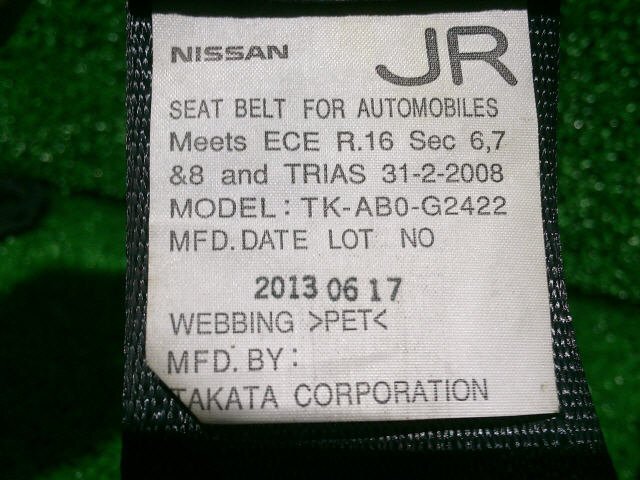 NISSAN JR
SEAT BELT FOR AUTOMOBILES
Meets ECE R.16 Sec 6,7
&8 and TRIAS 31-2-2008
MODEL: TK-AB0-G2422
MFD.DATE LOT NO
2013 06 17
WEBBING >PET<
MFD.BY:
TAKATA CORPORATION